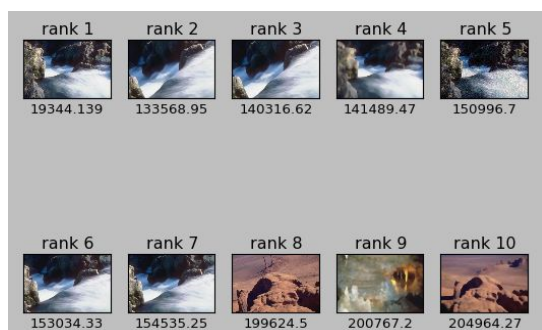 rank 1 rank 2 rank 3 rank 4 rank 5
19344.139 133568.95 140316.62 141489.47 150996.7
rank 6 rank 7 rank 8 rank 9 rank 10
153034.33 154535.25 199624.5 200767.2 204964.27